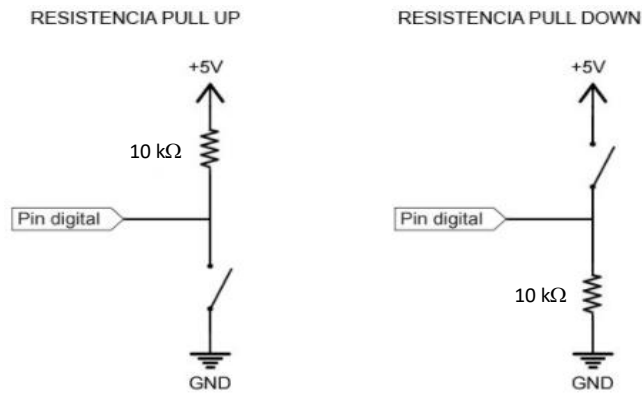 RESISTENCIA PULL UP
+5V
10 kΩ
Pin digital
GND
RESISTENCIA PULL DOWN
+5V
Pin digital
10 kΩ
GND